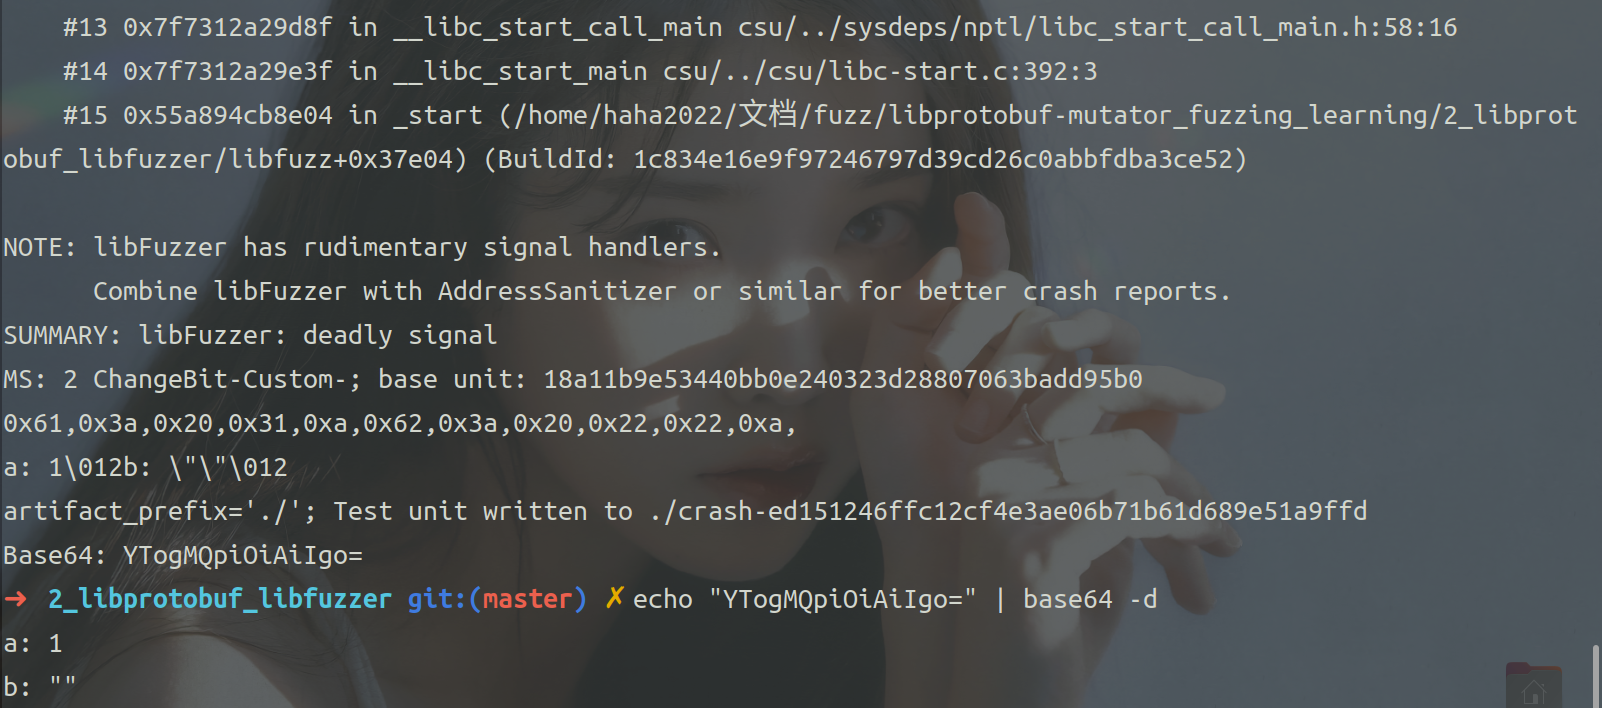 #13 0x7f7312a29d8f in __libc_start_call_main csu/../sysdeps/nptl/libc_start_call_main.h:58:16
#14 0x7f7312a29e3f in __libc_start_main csu/../csu/libc-start.c:392:3
#15 0x55a894cb8e04 in _start (/home/haha2022/文档/fuzz/libprotobuf-mutator_fuzzing_learning/2_libprot
obuf_libfuzzer/libfuzz+0x37e04) (BuildId: 1c834e16e9f97246797d39cd26c0abbfdba3ce52)
NOTE: libFuzzer has rudimentary signal handlers.
Combine libFuzzer with AddressSanitizer or similar for better crash reports.
SUMMARY: libFuzzer: deadly signal
MS: 2 ChangeBit-Custom-; base unit: 18a11b9e53440bb0e240323d28807063badd95b0
0x61,0x3a,0x20,0x31,0xa,0x62,0x3a,0x20,0x22,0x22,0xa,
a: 1\012b: \"\"\012
artifact_prefix='./'; Test unit written to ./crash-ed151246ffc12cf4e3ae06b71b61d689e51a9ffd
Base64: YTogMQpiOiAiIgo=
➜ 2_libprotobuf_libfuzzer git:(master) ✗ echo "YTogMQpiOiAiIgo=" | base64 -d
a: 1
b: ""